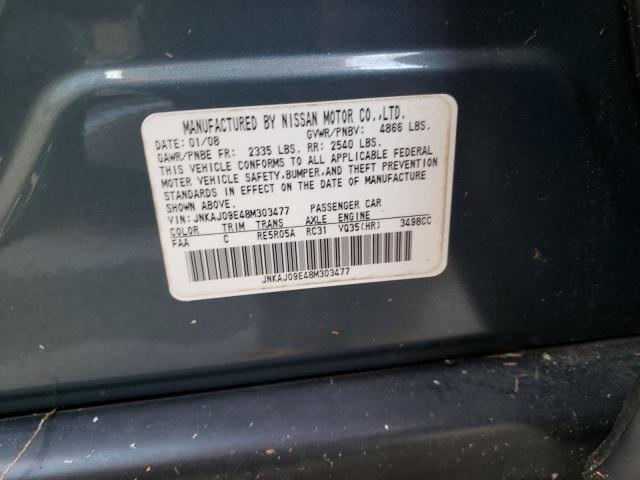 MANUFACTURED BY NISSAN MOTOR CO.,LTD.
DATE: 01/08 GVWR/PNBV: 4866 LBS.
GAWR/PNBE FR: 2335 LBS. RR: 2540 LBS.
THIS VEHICLE CONFORMS TO ALL APPLICABLE FEDERAL
MOTOR VEHICLE SAFETY,BUMPER,AND THEFT PREVENTION
STANDARDS IN EFFECT ON THE DATE OF MANUFACTURE
SHOWN ABOVE.
VIN:JNKAJ09E48M303477 PASSENGER CAR
COLOR TRIM TRANS AXLE ENGINE
FAA C RE5R05A RC31 VQ35(HR) 3498CC
JNKAJ09E48M303477